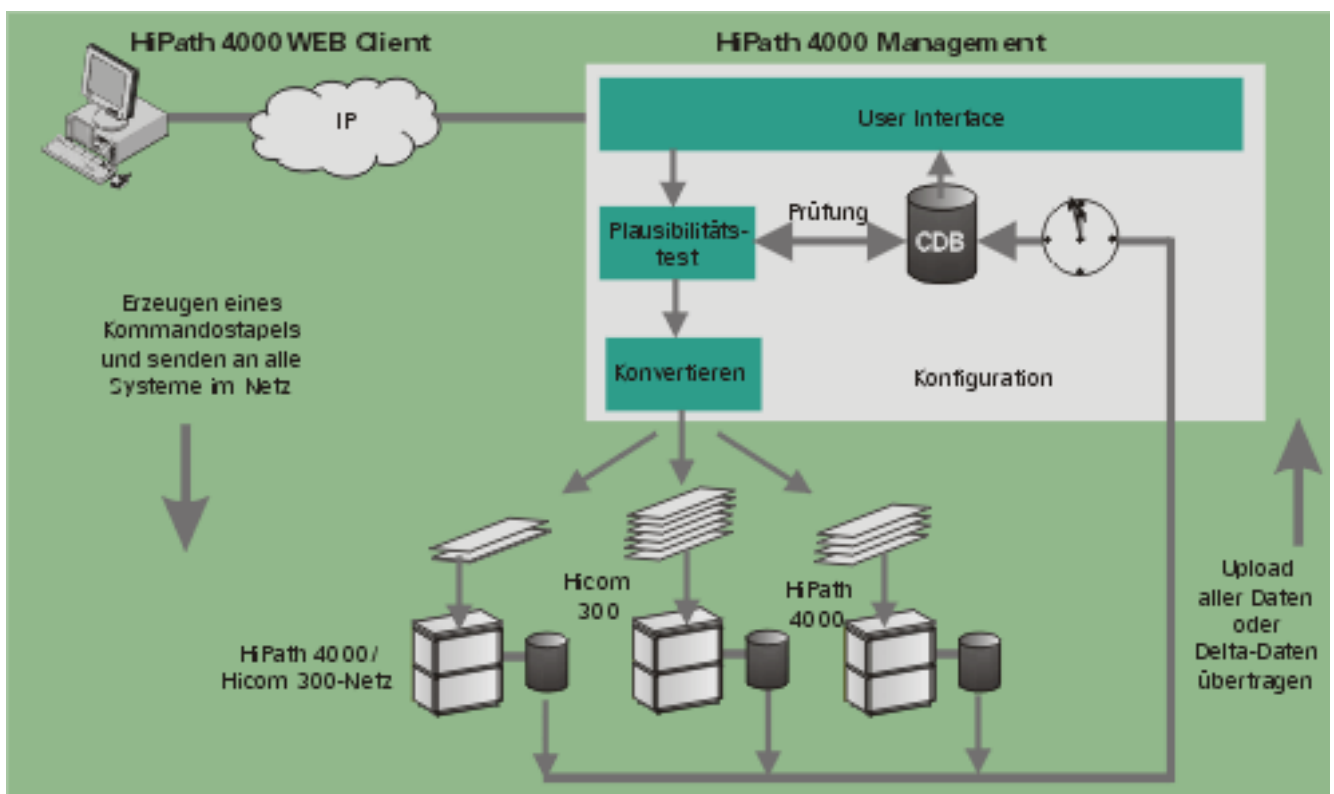 HiPath 4000 WEB Client
HiPath 4000 Management
IP
User Interface
Plausibilitäts-
test
Prüfung
CDB
Konvertieren
Konfiguration
Erzeugen eines
Kommandostapels
und senden an alle
Systeme im Netz
Hicom
300
HiPath
4000
HiPath 4000/
Hicom 300-Netz
Upload
aller Daten
oder
Delta-Daten
übertragen